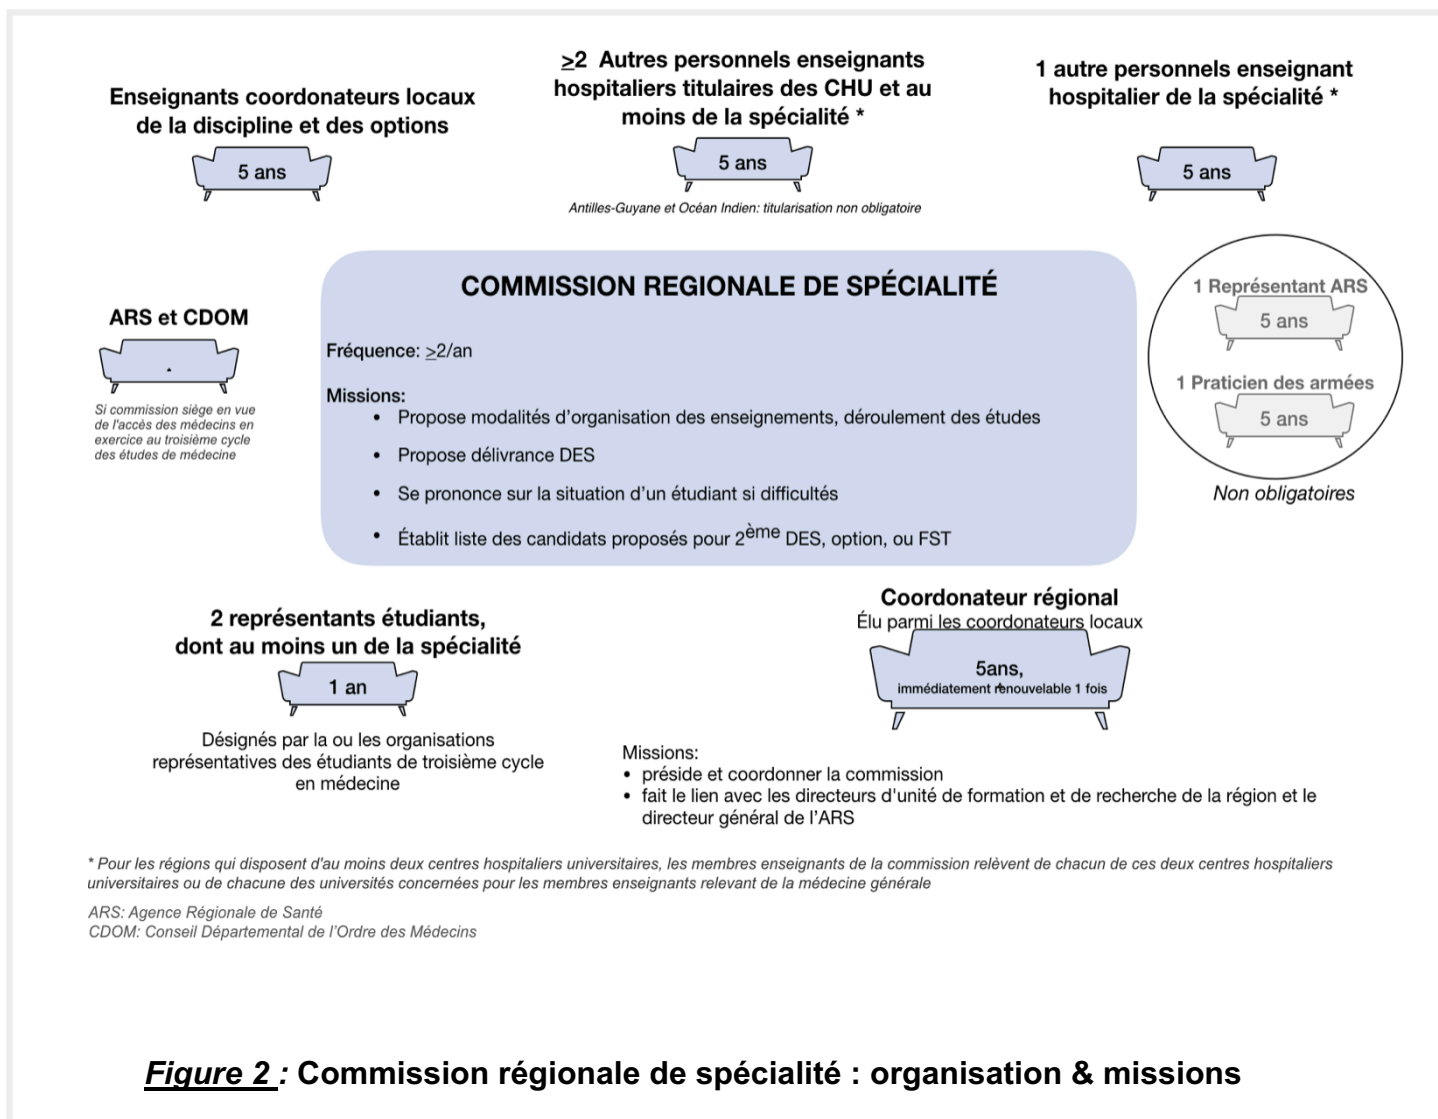 Enseignants coordonateurs locaux
de la discipline et des options
5 ans
≥2 Autres personnels enseignants
hospitaliers titulaires des CHU et au
moins de la spécialité *
5 ans
Antilles-Guyane et Océan Indien: titularisation non obligatoire
1 autre personnels enseignant
hospitalier de la spécialité *
5 ans
ARS et CDOM
Si commission siège en vue
de l'accès des médecins en
exercice au troisième cycle
des études de médecine
COMMISSION REGIONALE DE SPÉCIALITÉ
Fréquence: ≥2/an
Missions:
• Propose modalités d'organisation des enseignements, déroulement des études
• Propose délivrance DES
• Se prononce sur la situation d'un étudiant si difficultés
• Établit liste des candidats proposés pour 2ème DES, option, ou FST
1 Représentant ARS
5 ans
1 Praticien des armées
5 ans
Non obligatoires
2 représentants étudiants,
dont au moins un de la spécialité
1 an
Désignés par la ou les organisations
représentatives des étudiants de troisième cycle
en médecine
Coordonateur régional
Élu parmi les coordonateurs locaux
5ans,
immédiatement renouvelable 1 fois
Missions:
• préside et coordonner la commission
• fait le lien avec les directeurs d'unité de formation et de recherche de la région et le
directeur général de l'ARS
* Pour les régions qui disposent d'au moins deux centres hospitaliers universitaires, les membres enseignants de la commission relèvent de chacun de ces deux centres hospitaliers
universitaires ou de chacune des universités concernées pour les membres enseignants relevant de la médecine générale
ARS: Agence Régionale de Santé
CDOM: Conseil Départemental de l'Ordre des Médecins
Figure 2 : Commission régionale de spécialité : organisation & missions